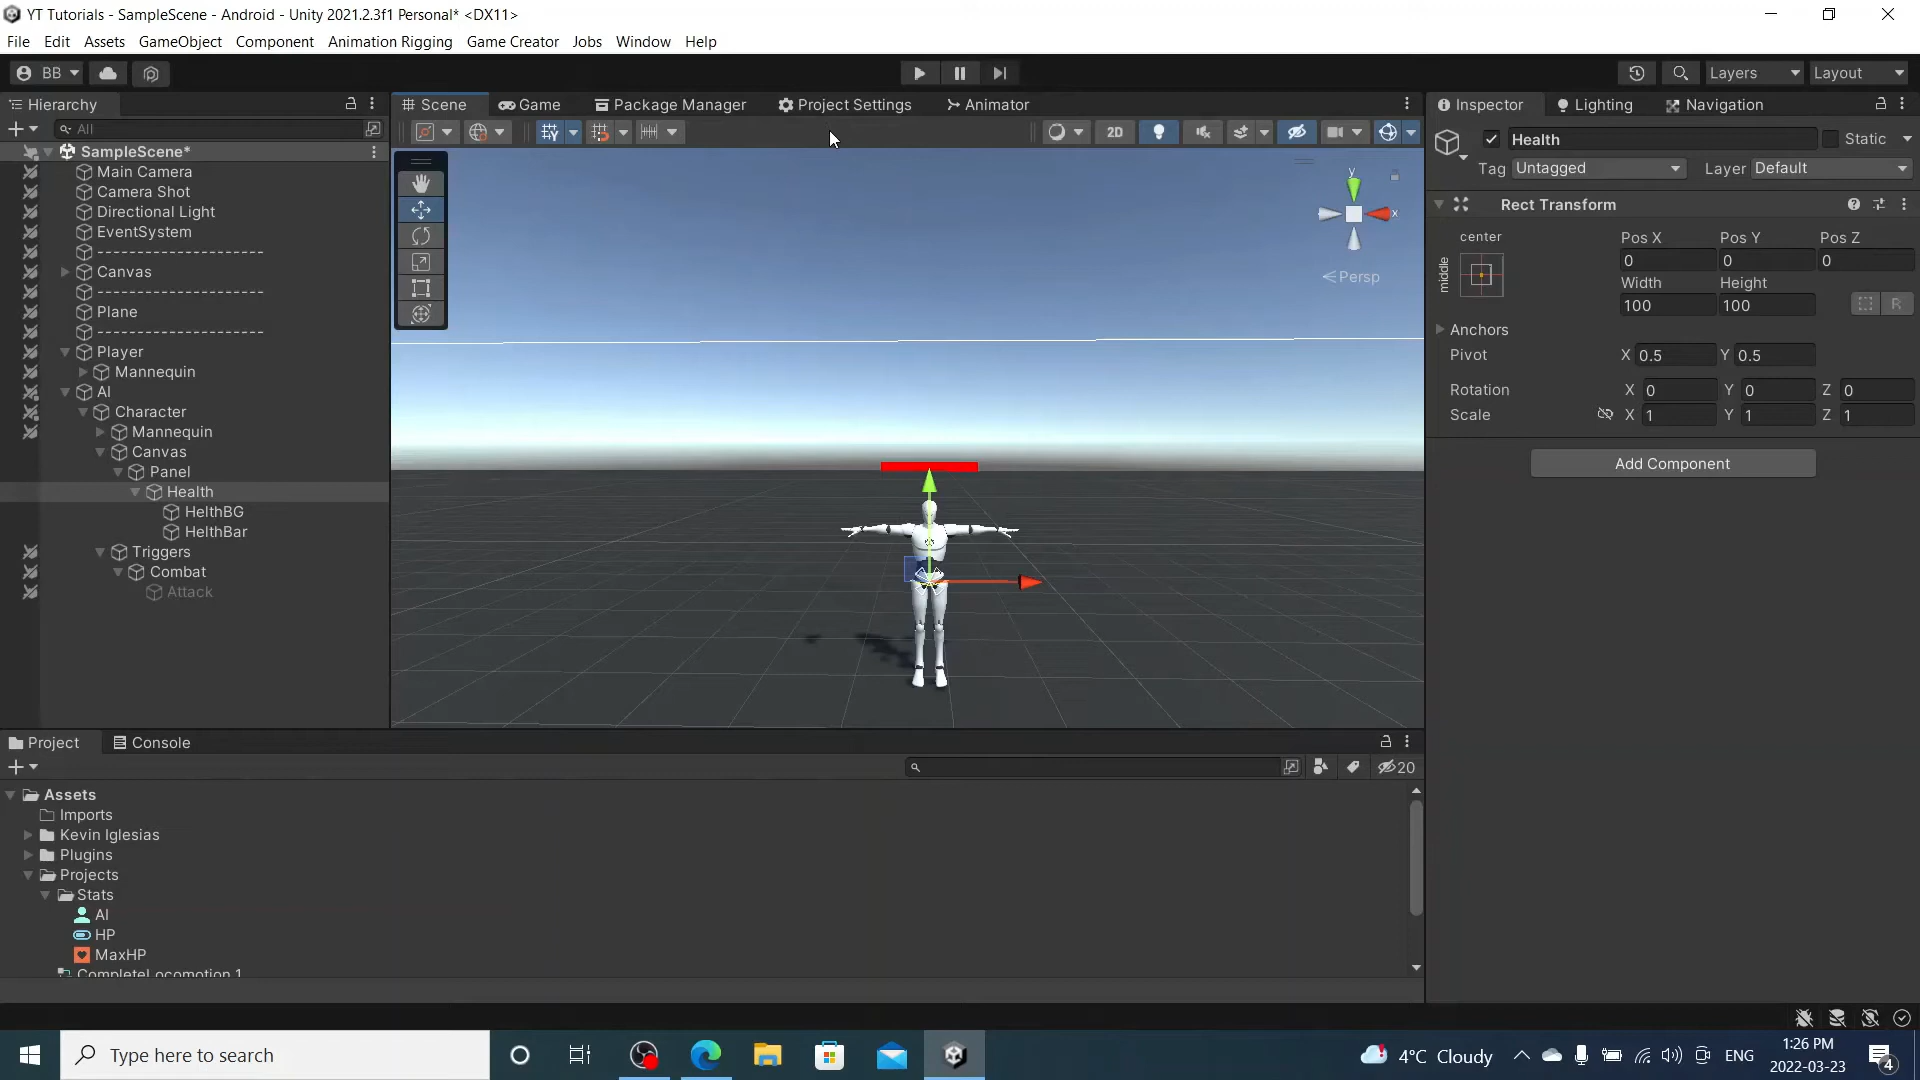 YT Tutorials - SampleScene - Android - Unity 2021.2.3f1 Personal* <DX11>
File Edit Assets GameObject Component Animation Rigging Game Creator Jobs Window Help
BB Layers Layout
Hierarchy
All
SampleScene*
Main Camera
Camera Shot
Directional Light
EventSystem
----------------------
Canvas
----------------------
Plane
----------------------
Player
Mannequin
AI
Character
Mannequin
Canvas
Panel
Health
HelthBG
HelthBar
Triggers
Combat
Attack
Scene Game Package Manager Project Settings Animator
2D
y
x
Persp
Inspector Lighting Navigation
Health Static
Tag Untagged Layer Default
Rect Transform
center Pos X Pos Y Pos Z
middle 0 0 0
Width Height
100 100 R
Anchors
Pivot X 0.5 Y 0.5
Rotation X 0 Y 0 Z 0
Scale X 1 Y 1 Z 1
Add Component
Project Console
20
Assets
Imports
Kevin Iglesias
Plugins
Projects
Stats
AI
HP
MaxHP
CompleteLocomotion 1
Type here to search
4°C Cloudy ENG 1:26 PM
2022-03-23
4